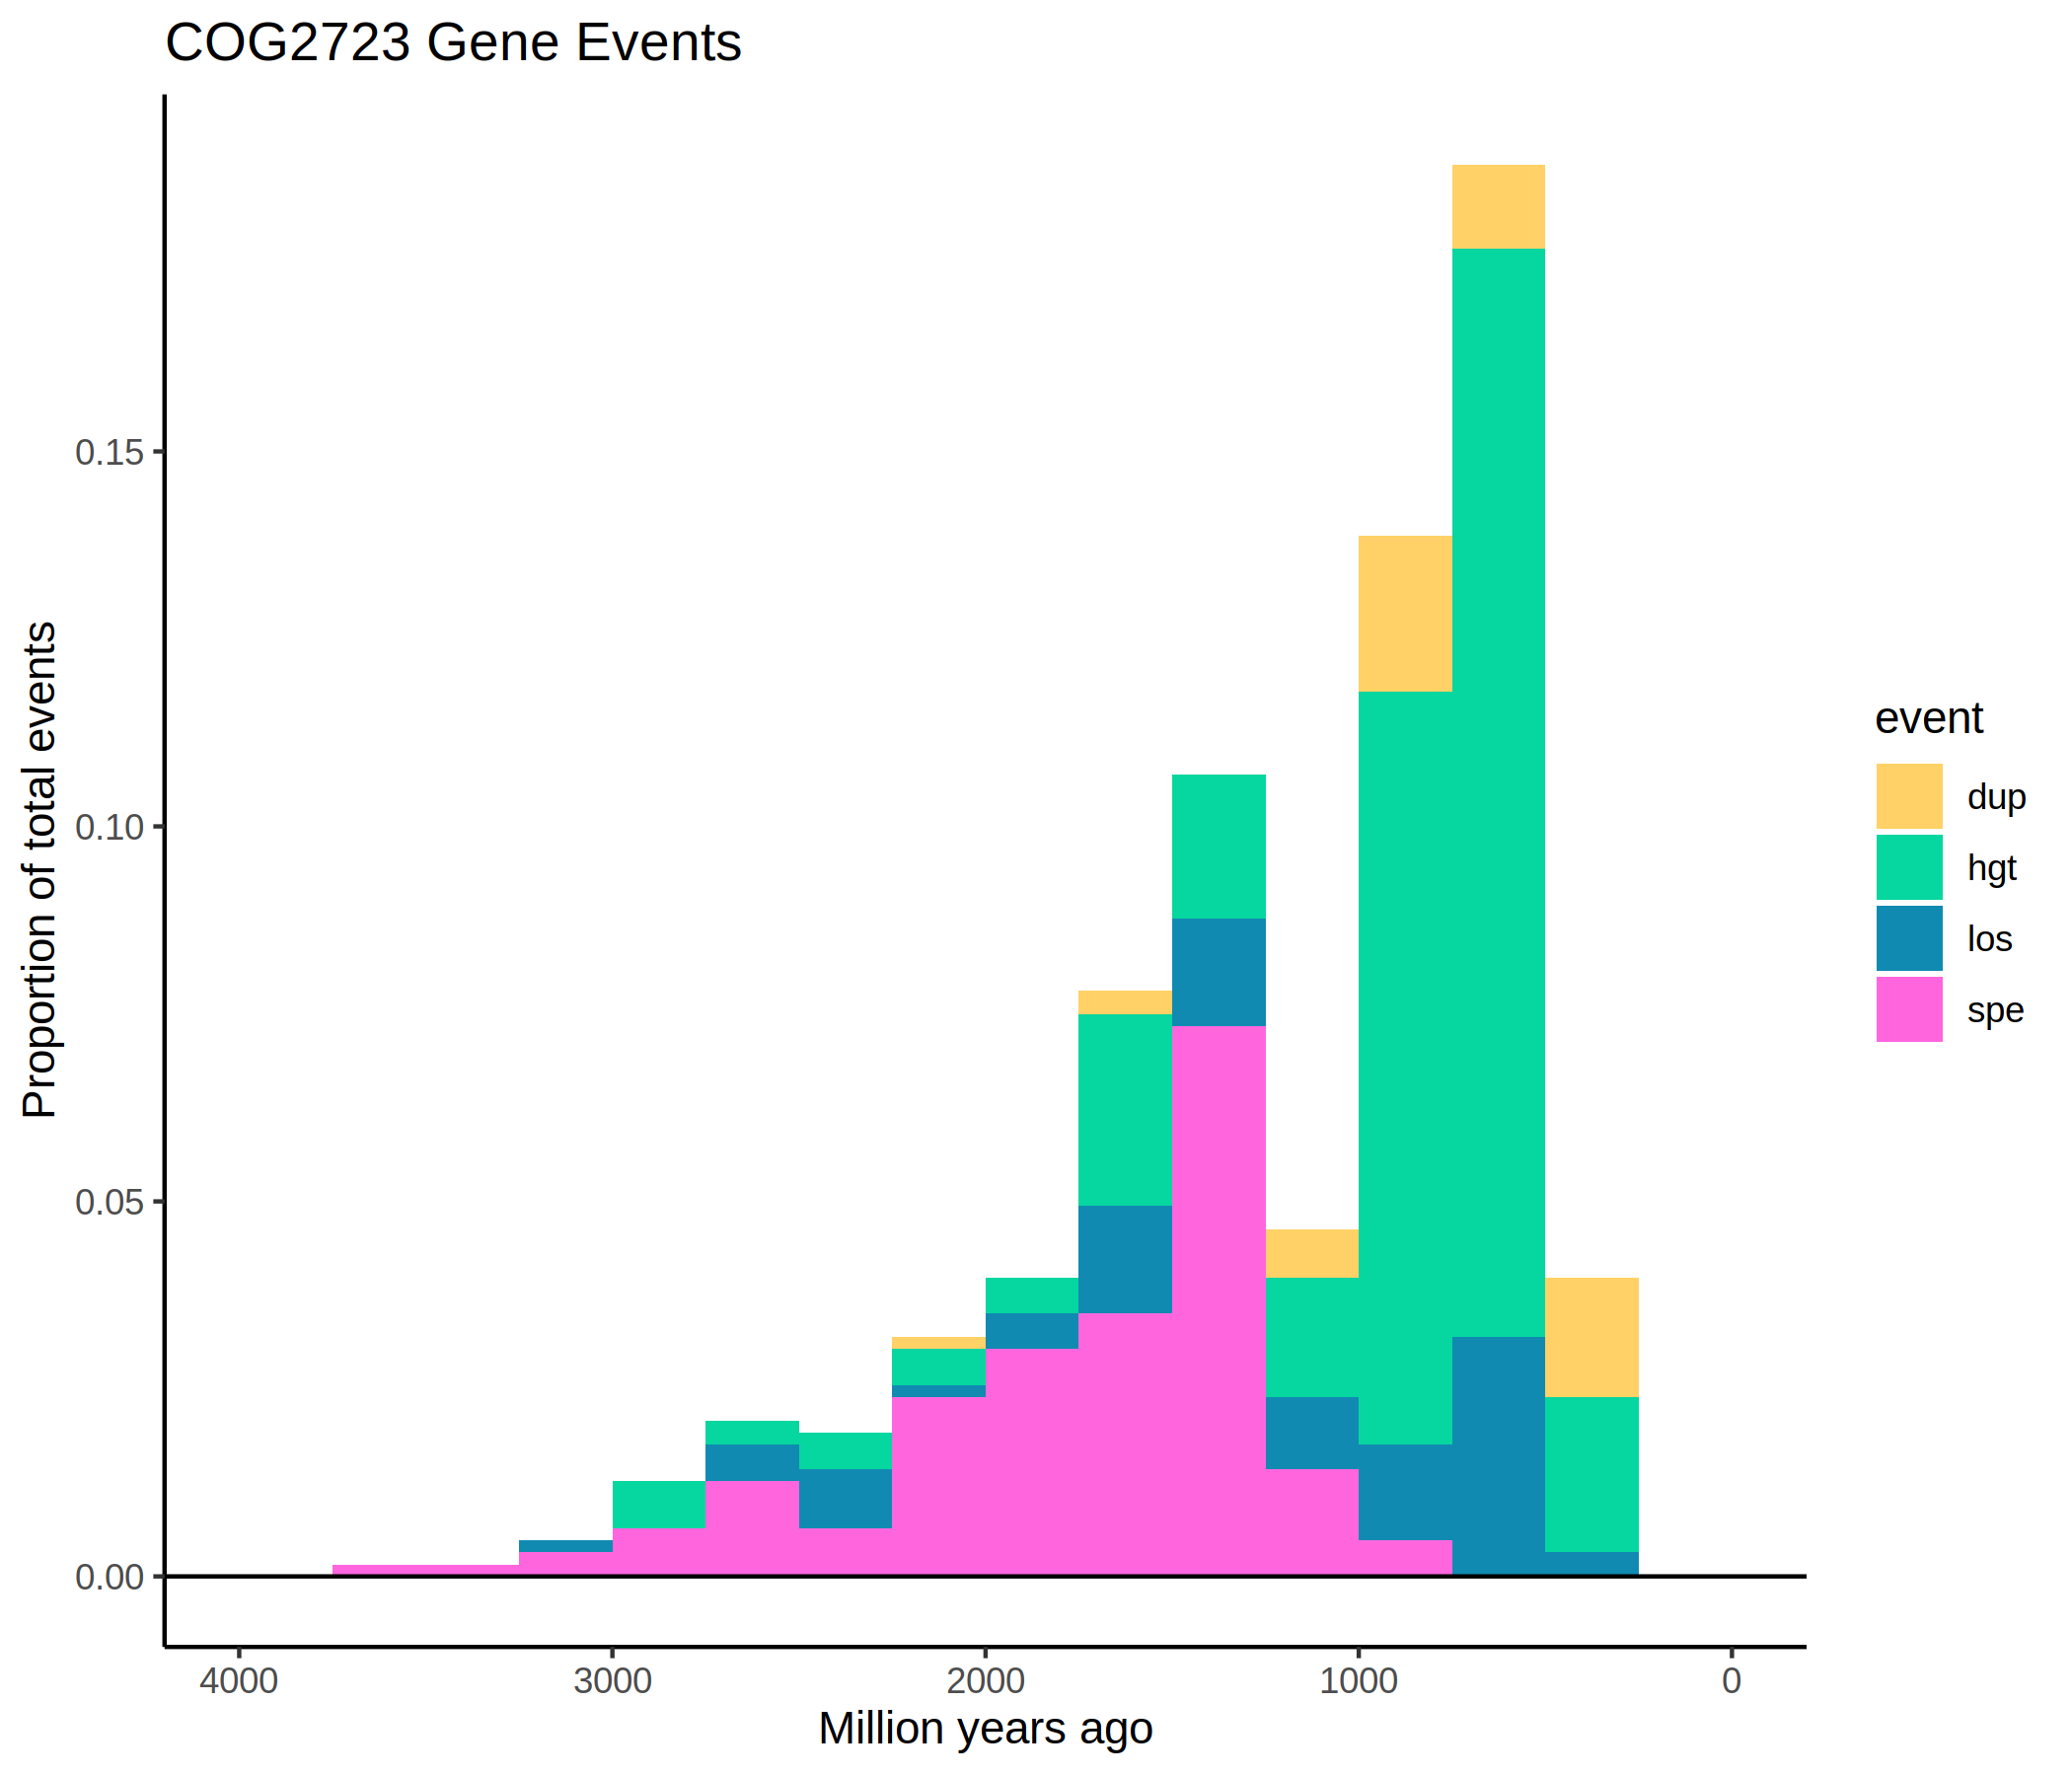 COG2723 Gene Events
Proportion of total events
0.15
0.10
0.05
0.00
4000 3000 2000 1000 0
Million years ago
event
dup
hgt
los
spe